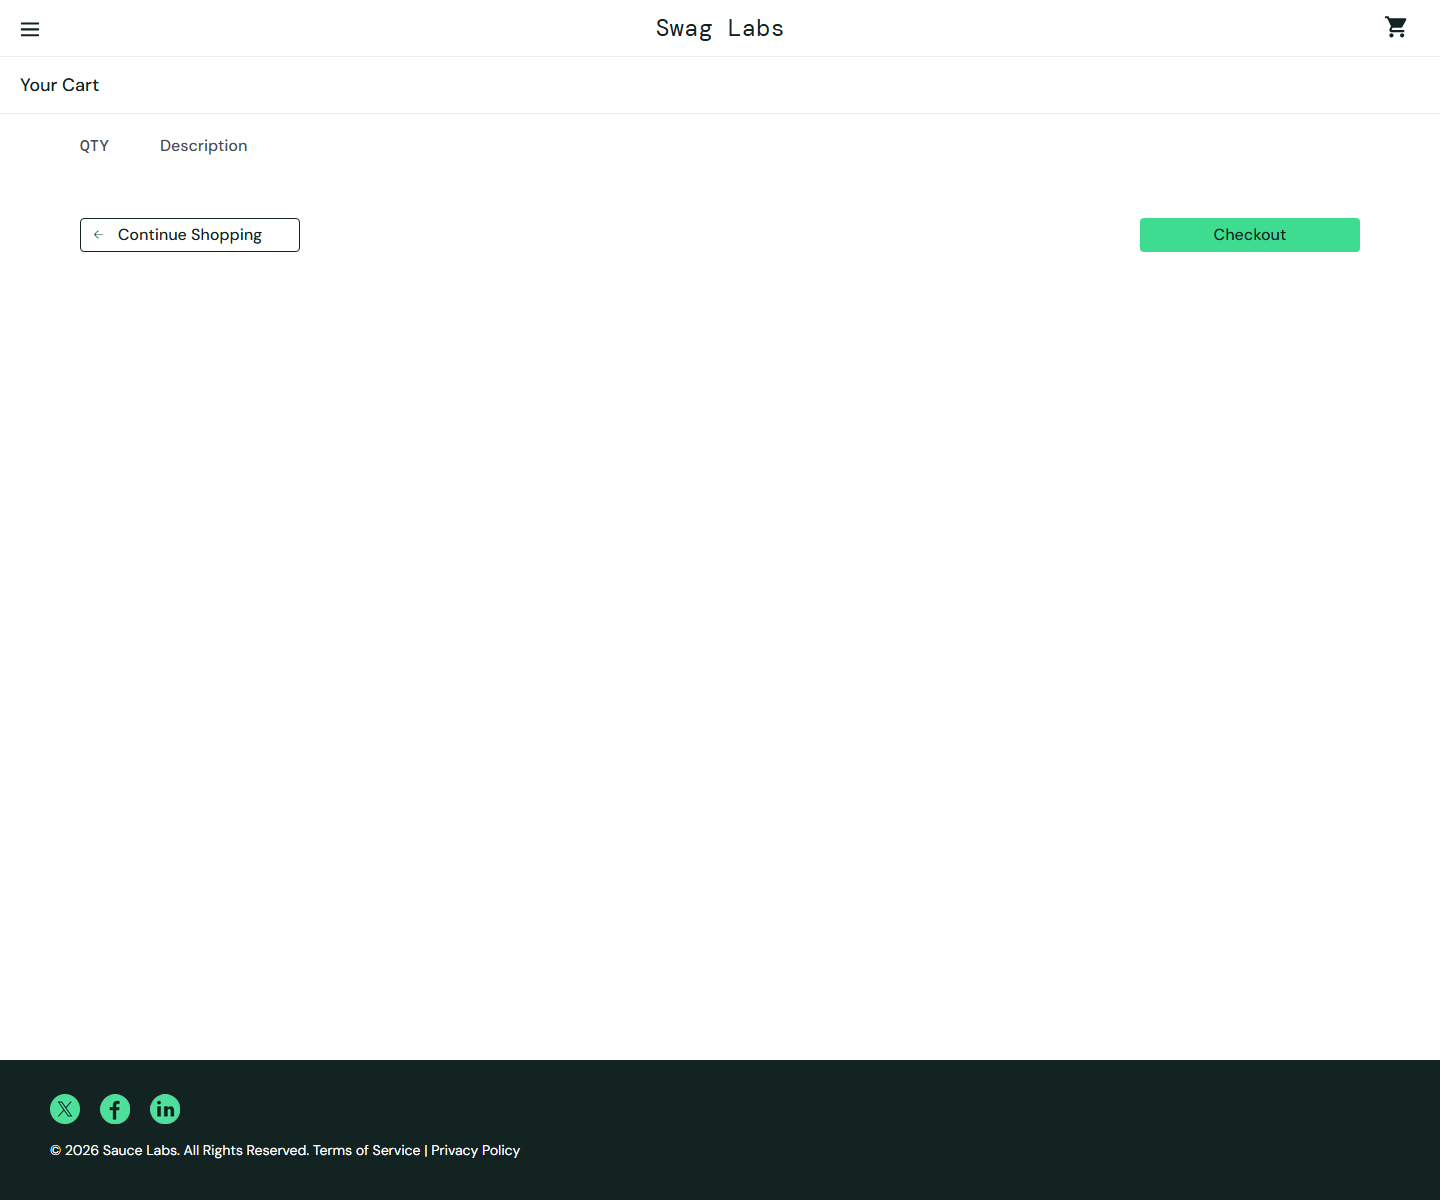 Swag Labs
Your Cart
QTY Description
Continue Shopping Checkout
© 2026 Sauce Labs. All Rights Reserved. Terms of Service | Privacy Policy